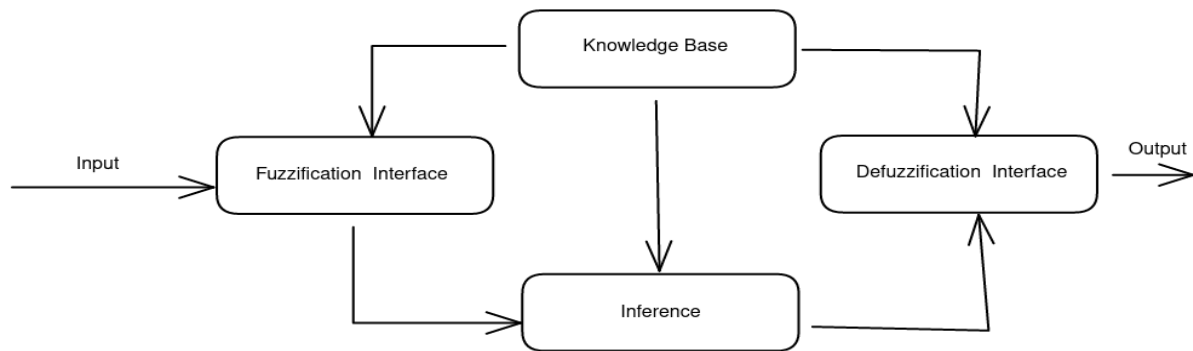 Knowledge Base
Input
Fuzzification Interface
Defuzzification Interface
Output
Inference